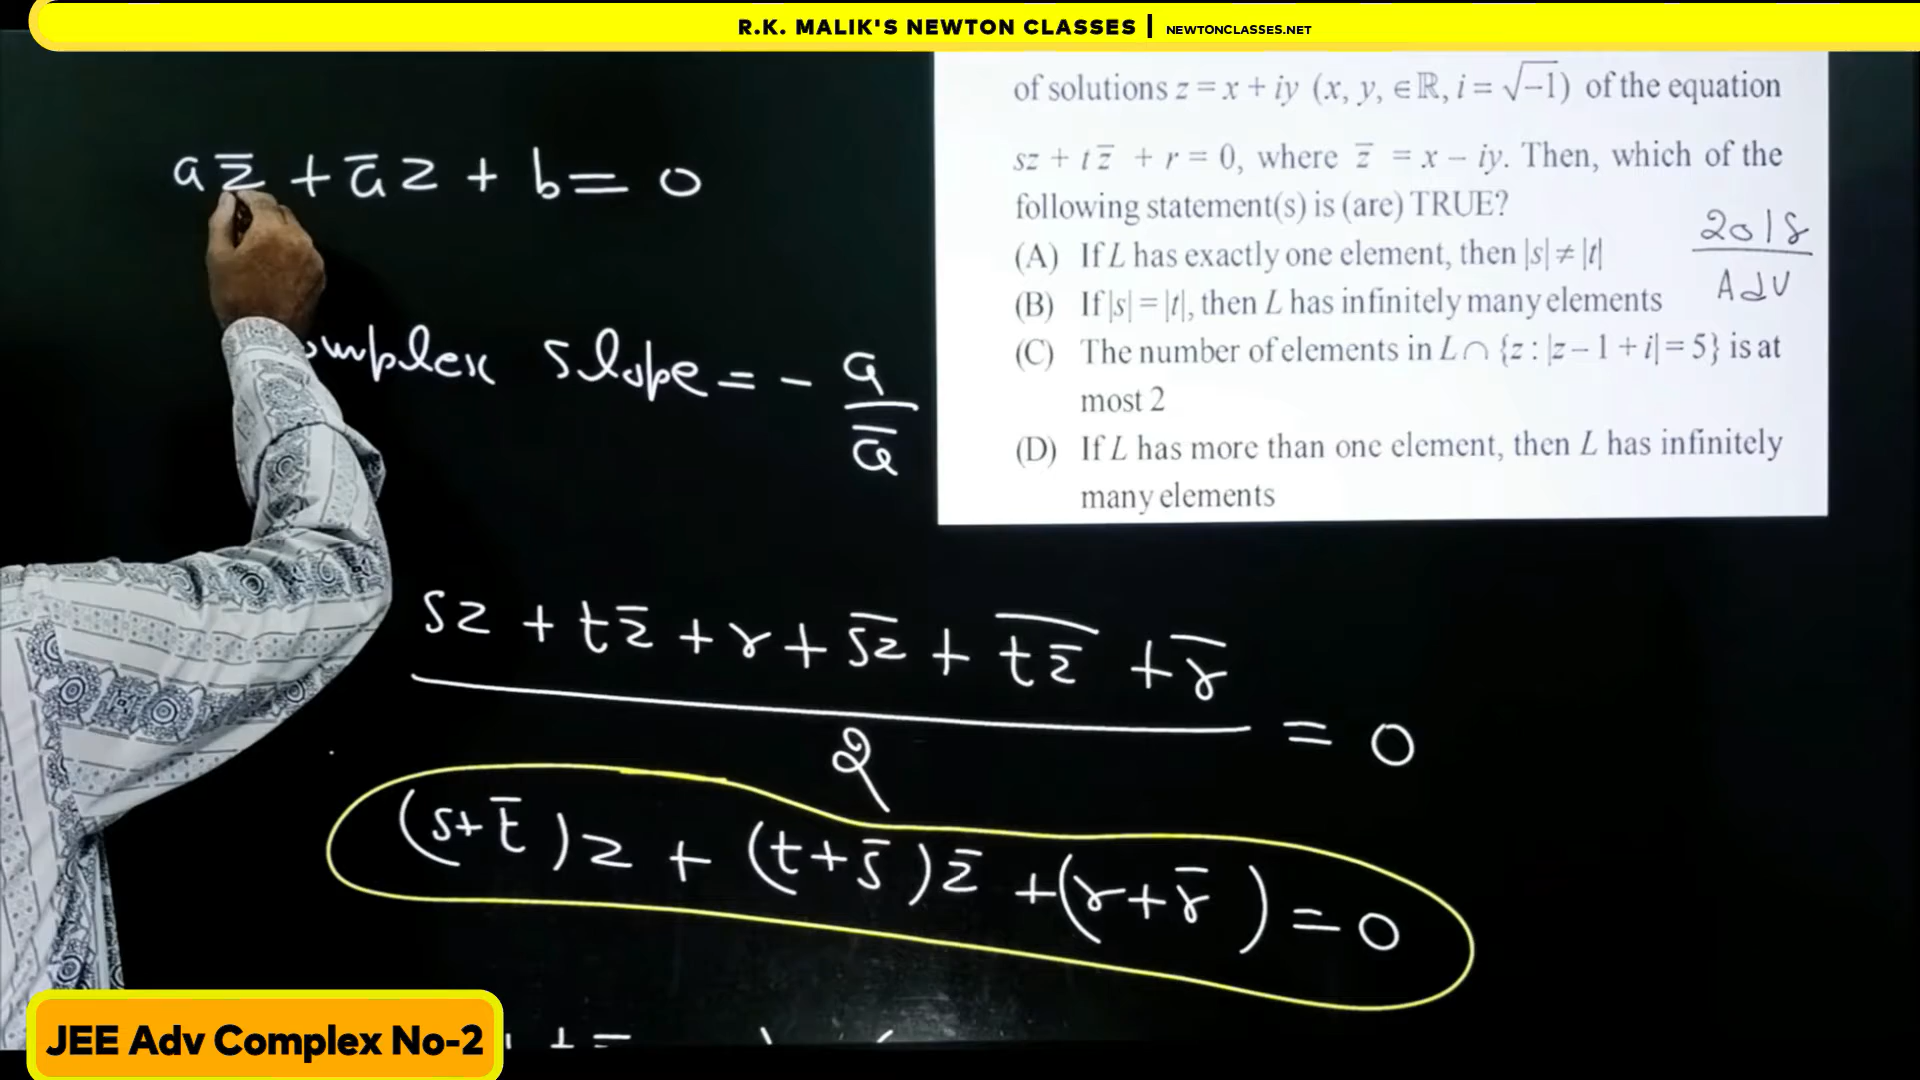 R.K. MALIK'S NEWTON CLASSES | NEWTONCLASSES.NET
of solutions z = x + iy (x, y, ∈ℝ, i = √−1) of the equation
sz + t z̅ + r = 0, where z̅ = x − iy. Then, which of the
following statement(s) is (are) TRUE?
(A) If L has exactly one element, then |s| ≠ |t|
(B) If |s| = |t|, then L has infinitely many elements
(C) The number of elements in L∩ {z : |z − 1 + i| = 5} is at
most 2
(D) If L has more than one element, then L has infinitely
many elements
2018
Adv
az̅ + a̅z + b = 0
omplex slope = − a/a̅
sz + tz̅ + r + s̅z̅ + \overline{tz̅} + r̅
2
= 0
(s+t̅)z + (t+s̅)z̅ + (r+r̅) = 0
JEE Adv Complex No-2